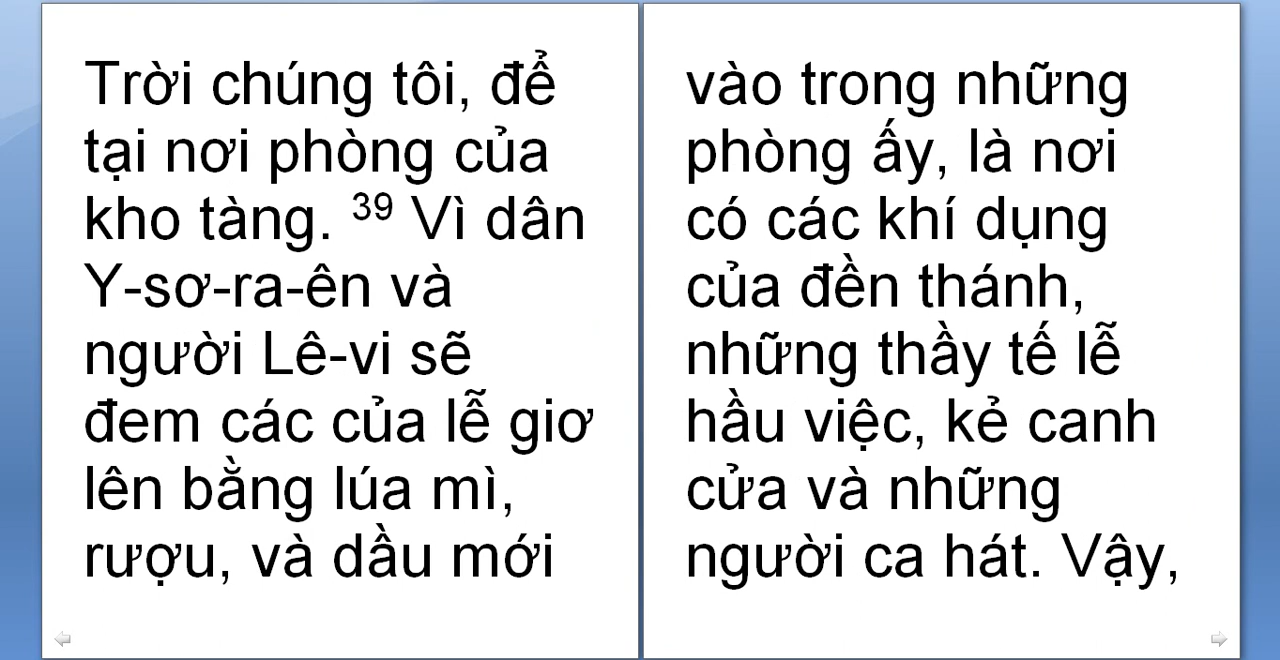 Trời chúng tôi, để
tại nơi phòng của
kho tàng. 39 Vì dân
Y-sơ-ra-ên và
người Lê-vi sẽ
đem các của lễ giơ
lên bằng lúa mì,
rượu, và dầu mới
vào trong những
phòng ấy, là nơi
có các khí dụng
của đền thánh,
những thầy tế lễ
hầu việc, kẻ canh
cửa và những
người ca hát. Vậy,